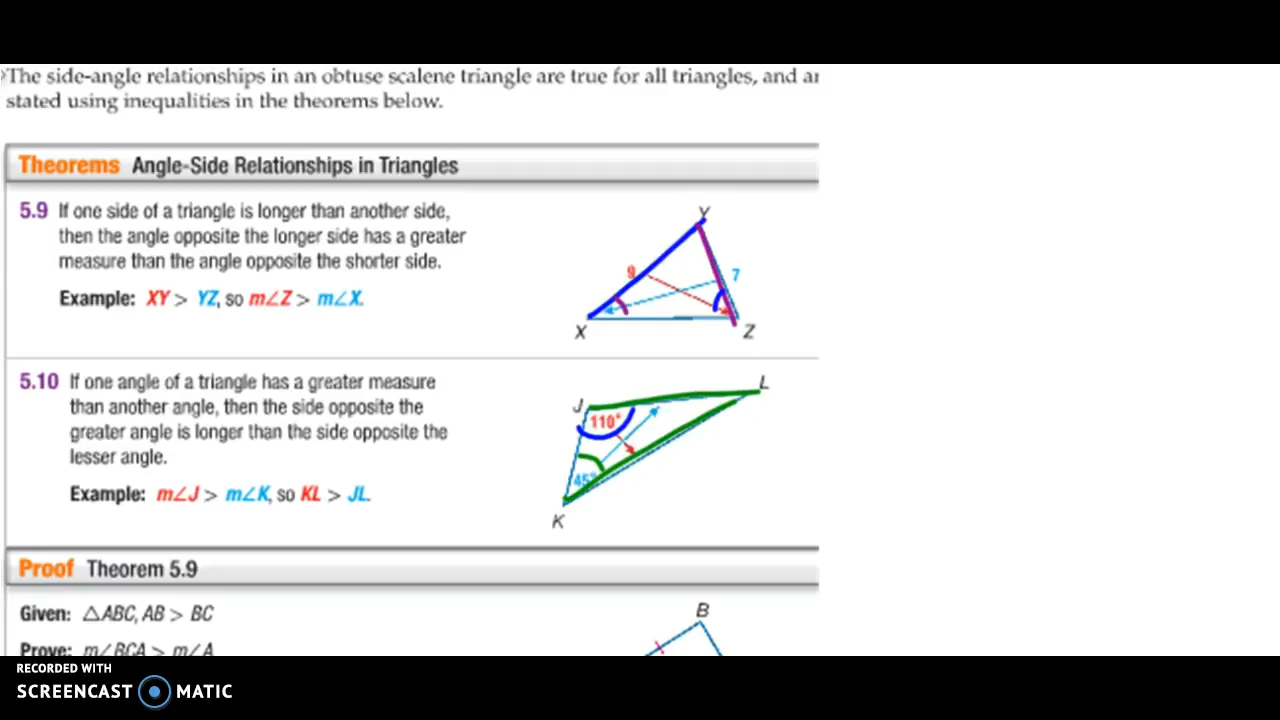 The side-angle relationships in an obtuse scalene triangle are true for all triangles, and ar
stated using inequalities in the theorems below.
Theorems Angle-Side Relationships in Triangles
5.9 If one side of a triangle is longer than another side,
then the angle opposite the longer side has a greater
measure than the angle opposite the shorter side.
Example: XY > YZ, so m∠Z > m∠X.
Y
9
7
X
Z
5.10 If one angle of a triangle has a greater measure
than another angle, then the side opposite the
greater angle is longer than the side opposite the
lesser angle.
Example: m∠J > m∠K, so KL > JL.
L
J
110°
45°
K
Proof Theorem 5.9
Given: △ABC, AB > BC
Prove: m∠BCA > m∠A
B
RECORDED WITH
SCREENCAST MATIC